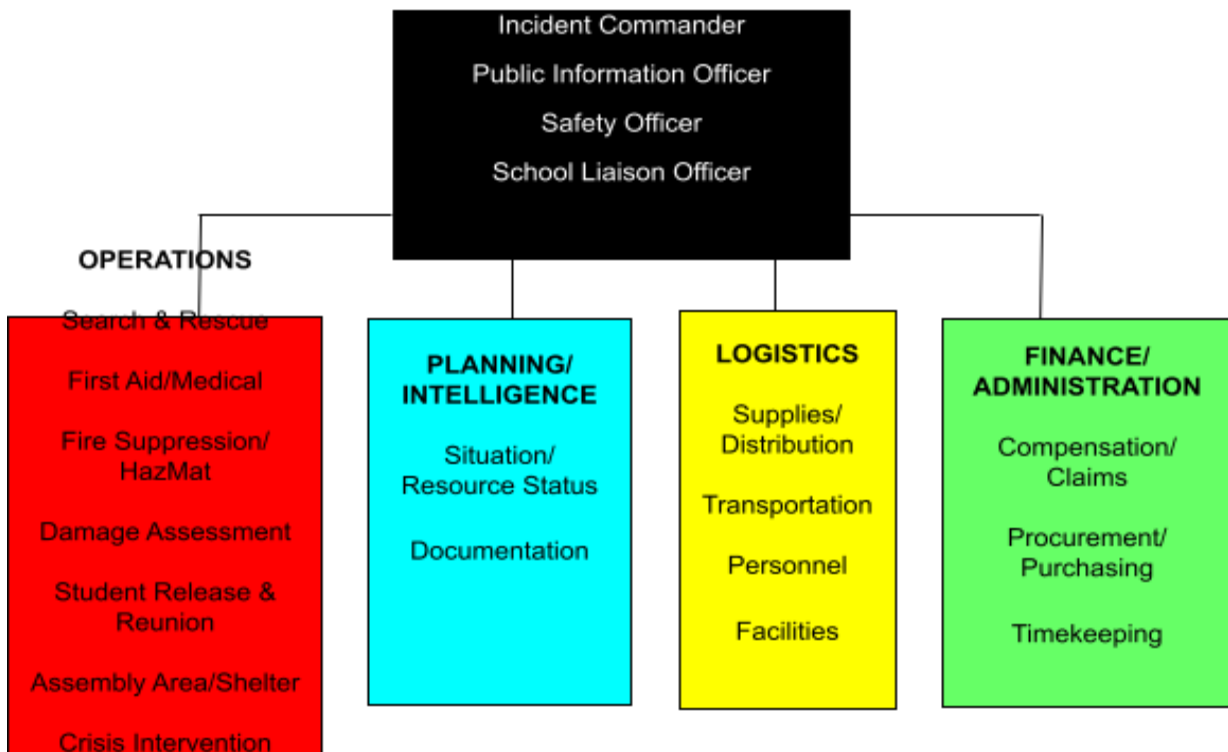 Incident Commander
Public Information Officer
Safety Officer
School Liaison Officer
OPERATIONS
Search & Rescue
First Aid/Medical
Fire Suppression/
HazMat
Damage Assessment
Student Release &
Reunion
Assembly Area/Shelter
Crisis Intervention
PLANNING/
INTELLIGENCE
Situation/
Resource Status
Documentation
LOGISTICS
Supplies/
Distribution
Transportation
Personnel
Facilities
FINANCE/
ADMINISTRATION
Compensation/
Claims
Procurement/
Purchasing
Timekeeping